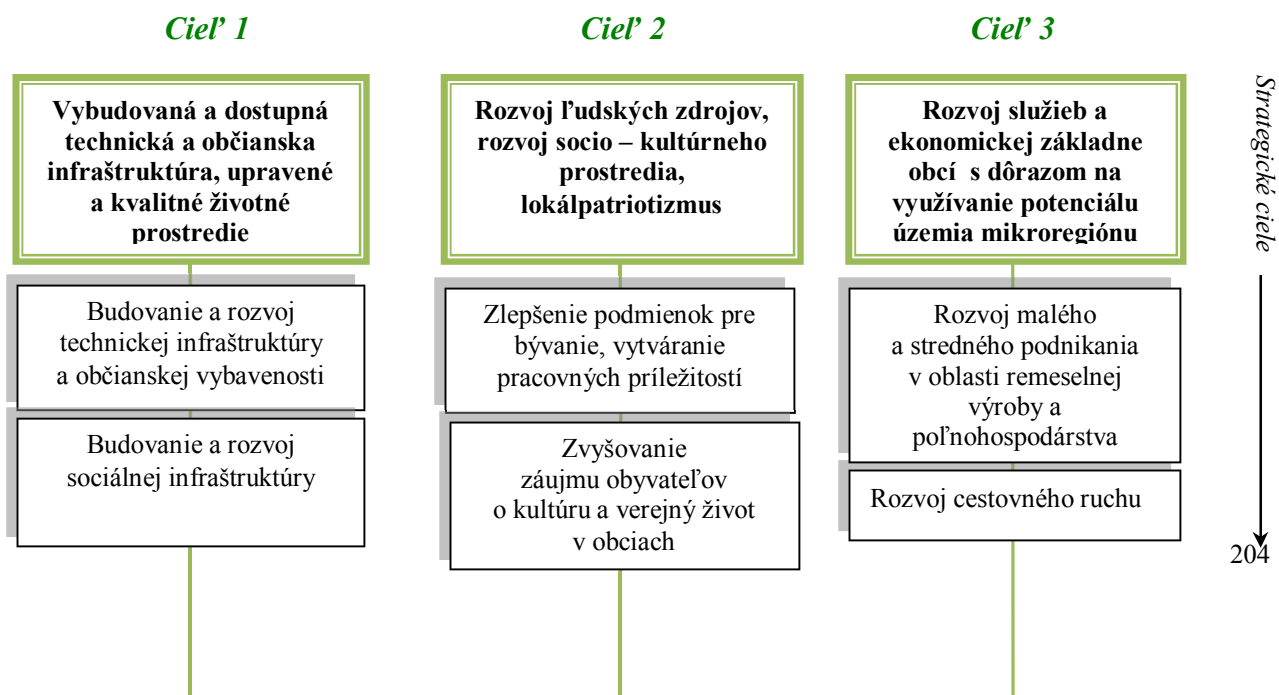 Cieľ 1
Vybudovaná a dostupná
technická a občianska
infraštruktúra, upravené
a kvalitné životné
prostredie
Budovanie a rozvoj
technickej infraštruktúry
a občianskej vybavenosti
Budovanie a rozvoj
sociálnej infraštruktúry
Cieľ 2
Rozvoj ľudských zdrojov,
rozvoj socio – kultúrneho
prostredia,
lokálpatriotizmus
Zlepšenie podmienok pre
bývanie, vytváranie
pracovných príležitostí
Zvyšovanie
záujmu obyvateľov
o kultúru a verejný život
v obciach
Cieľ 3
Rozvoj služieb a
ekonomickej základne
obcí s dôrazom na
využívanie potenciálu
územia mikroregiónu
Rozvoj malého
a stredného podnikania
v oblasti remeselnej
výroby a
poľnohospodárstva
Rozvoj cestovného ruchu
Strategické ciele
204